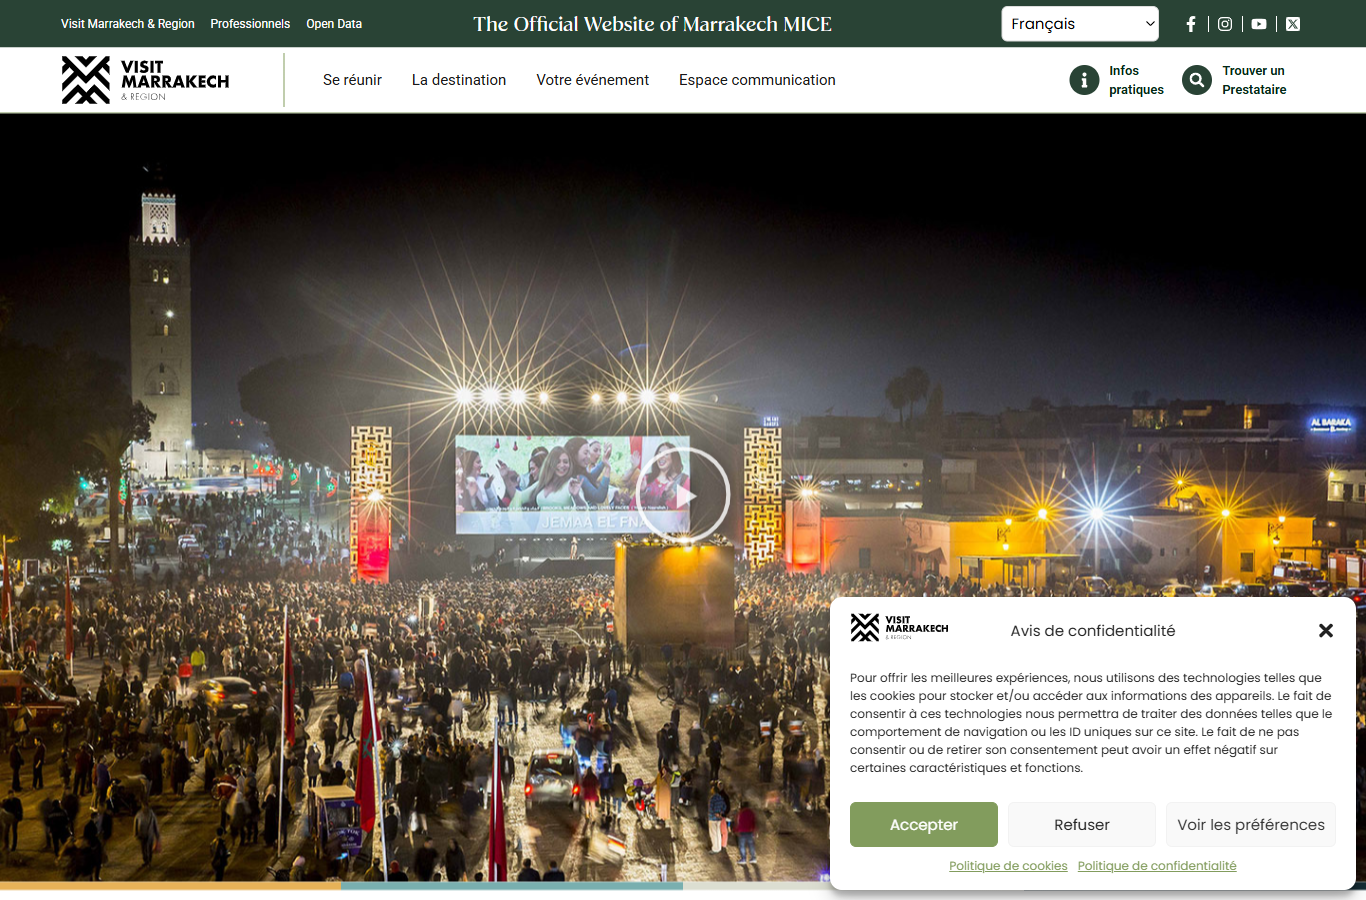 Visit Marrakech & Region
Professionnels
Open Data
The Official Website of Marrakech MICE
Français
VISIT
MARRAKECH
& REGION
Se réunir
La destination
Votre événement
Espace communication
Infos
pratiques
Trouver un
Prestataire
AL BARAKA
JEMAA EL FNA
VISIT
MARRAKECH
& REGION
Avis de confidentialité
Pour offrir les meilleures expériences, nous utilisons des technologies telles que
les cookies pour stocker et/ou accéder aux informations des appareils. Le fait de
consentir à ces technologies nous permettra de traiter des données telles que le
comportement de navigation ou les ID uniques sur ce site. Le fait de ne pas
consentir ou de retirer son consentement peut avoir un effet négatif sur
certaines caractéristiques et fonctions.
Accepter
Refuser
Voir les préférences
Politique de cookies
Politique de confidentialité